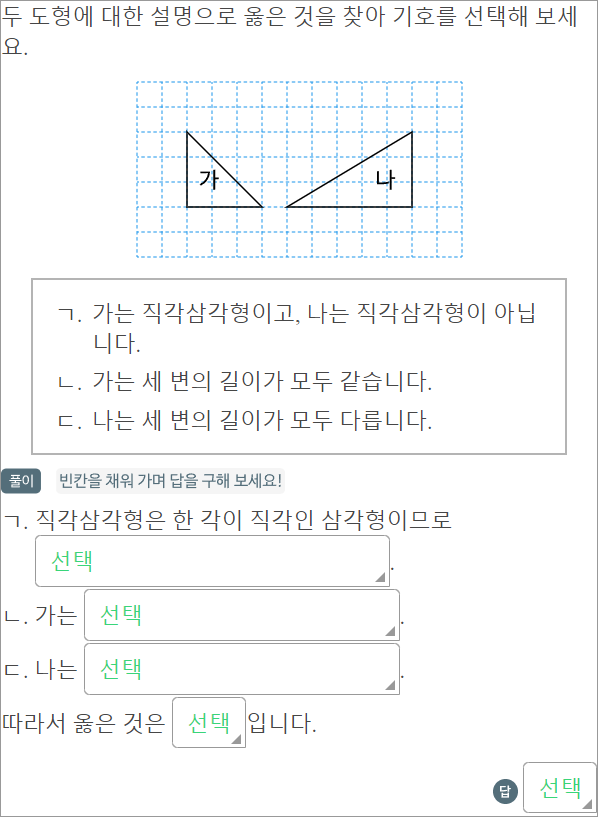 두 도형에 대한 설명으로 옳은 것을 찾아 기호를 선택해 보세
요.
가
나
ㄱ. 가는 직각삼각형이고, 나는 직각삼각형이 아닙
니다.
ㄴ. 가는 세 변의 길이가 모두 같습니다.
ㄷ. 나는 세 변의 길이가 모두 다릅니다.
풀이 빈칸을 채워 가며 답을 구해 보세요!
ㄱ. 직각삼각형은 한 각이 직각인 삼각형이므로
선택 .
ㄴ. 가는 선택 .
ㄷ. 나는 선택 .
따라서 옳은 것은 선택 입니다.
답 선택